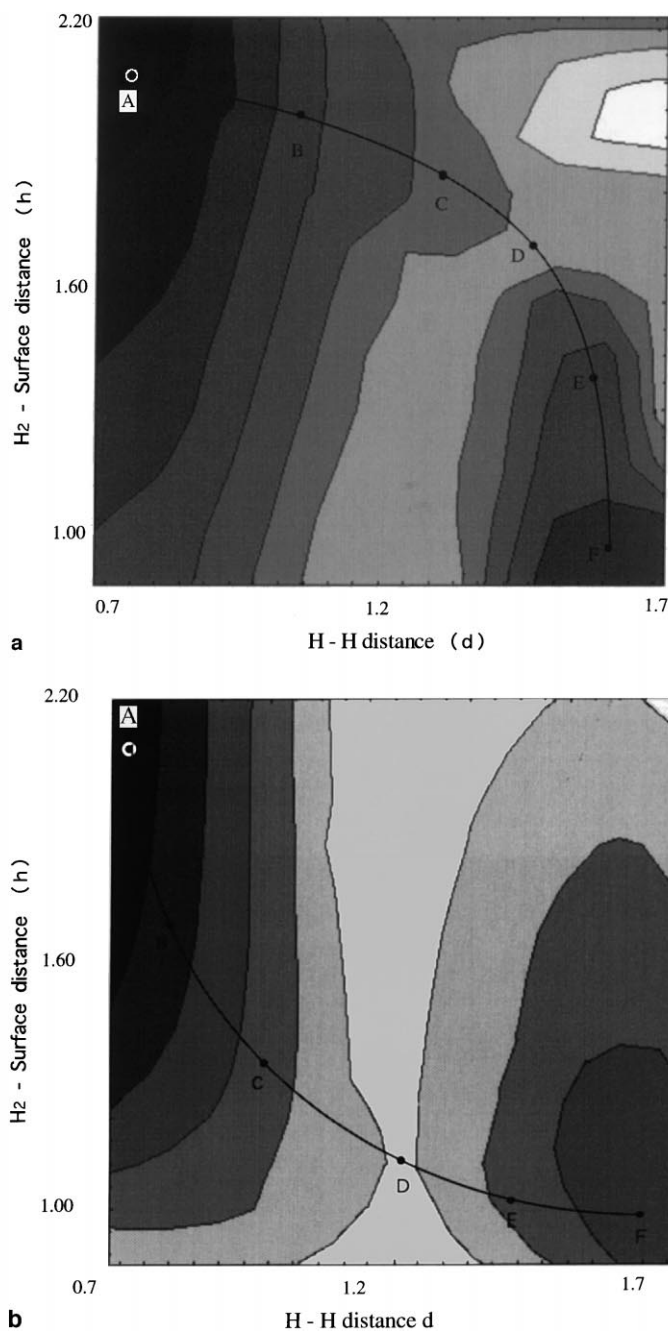 2.20
A
B
C
D
1.60
E
1.00
F
H2 - Surface distance (h)
0.7 1.2 1.7
H - H distance (d)
a
2.20
A
1.60
C
D
E
F
1.00
H2 - Surface distance (h)
0.7 1.2 1.7
H - H distance d
b